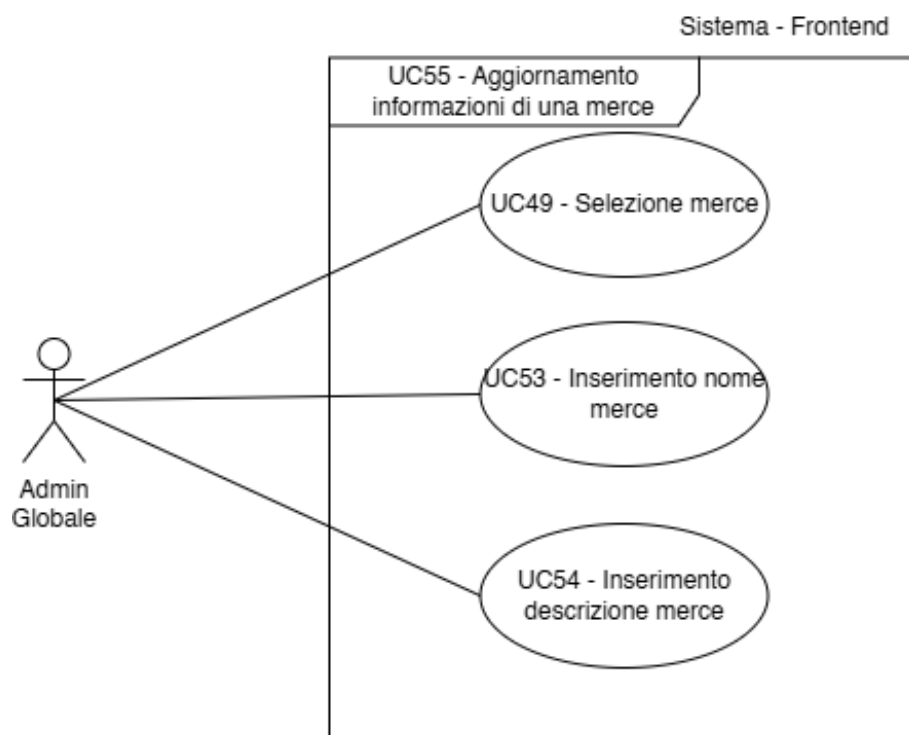 Sistema - Frontend
UC55 - Aggiornamento
informazioni di una merce
UC49 - Selezione merce
UC53 - Inserimento nome
merce
Admin
Globale
UC54 - Inserimento
descrizione merce